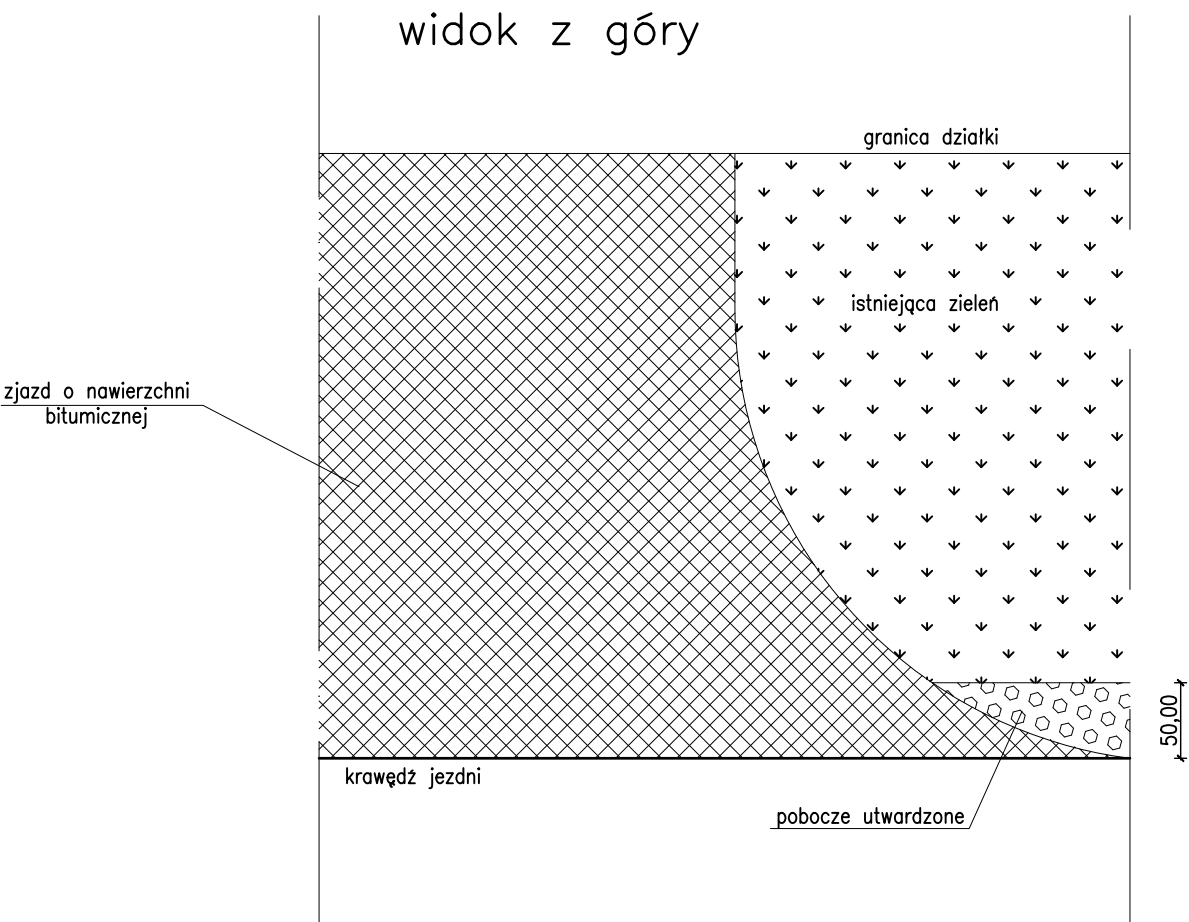 widok z góry
granica działki
istniejąca zieleń
zjazd o nawierzchni
bitumicznej
50,00
krawędź jezdni
pobocze utwardzone